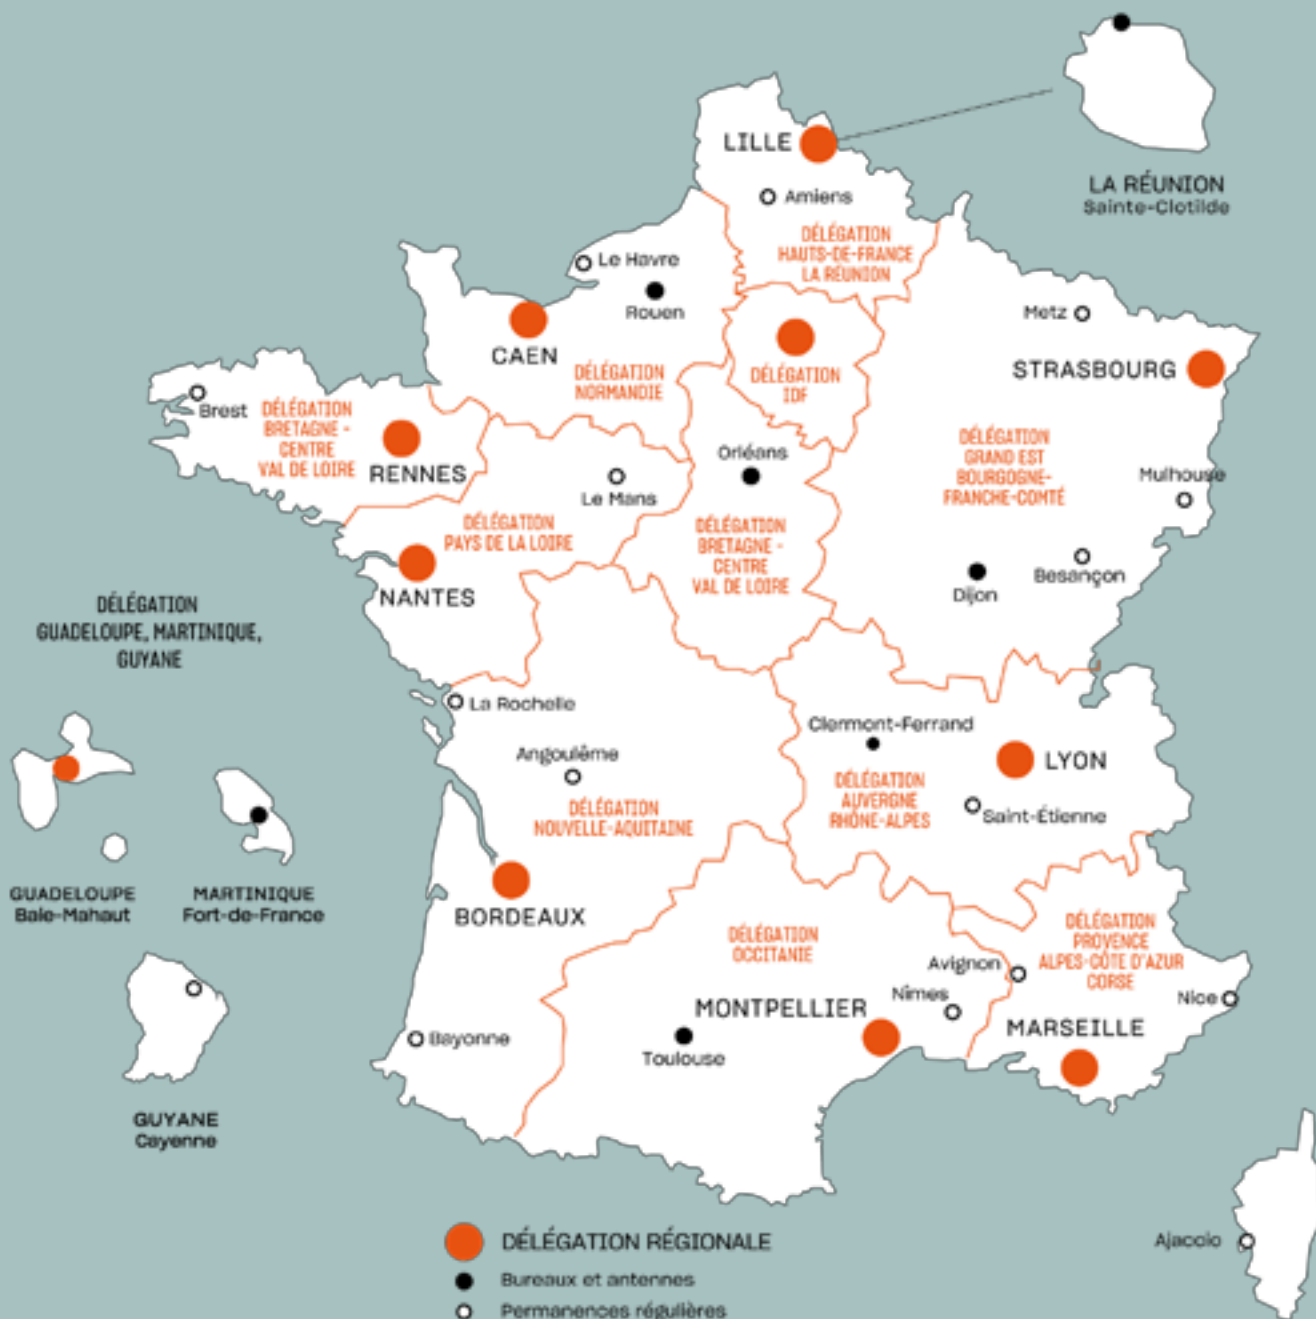 LILLE
Amiens
DÉLÉGATION
HAUTS-DE-FRANCE
LA RÉUNION
LA RÉUNION
Sainte-Clotilde
Le Havre
Rouen
CAEN
DÉLÉGATION
NORMANDIE
DÉLÉGATION
IDF
Metz
STRASBOURG
Brest
DÉLÉGATION
BRETAGNE -
CENTRE
VAL DE LOIRE
RENNES
Le Mans
Orléans
DÉLÉGATION
GRAND EST
BOURGOGNE-
FRANCHE-COMTÉ
Mulhouse
DÉLÉGATION
PAYS DE LA LOIRE
NANTES
DÉLÉGATION
BRETAGNE -
CENTRE
VAL DE LOIRE
Dijon
Besançon
DÉLÉGATION
GUADELOUPE, MARTINIQUE,
GUYANE
La Rochelle
Angoulême
DÉLÉGATION
NOUVELLE-AQUITAINE
Clermont-Ferrand
LYON
DÉLÉGATION
AUVERGNE
RHÔNE-ALPES
Saint-Étienne
GUADELOUPE
Baie-Mahaut
MARTINIQUE
Fort-de-France
BORDEAUX
DÉLÉGATION
OCCITANIE
DÉLÉGATION
PROVENCE
ALPES-CÔTE D'AZUR
CORSE
Avignon
Nîmes
Nice
MONTPELLIER
MARSEILLE
Bayonne
Toulouse
GUYANE
Cayenne
Ajaccio
DÉLÉGATION RÉGIONALE
Bureaux et antennes
Permanences régulières